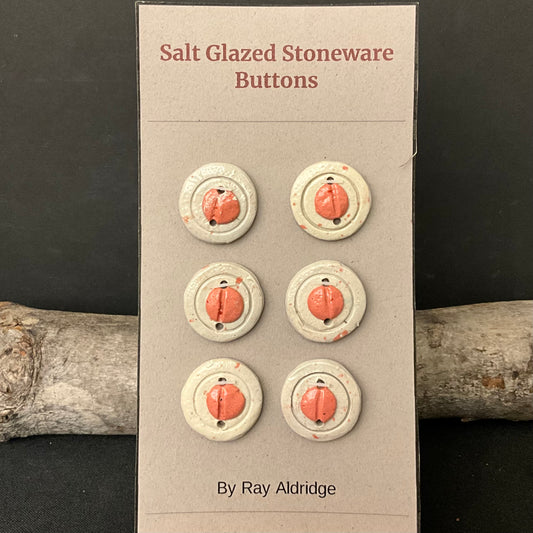 Salt Glazed Stoneware
Buttons
By Ray Aldridge